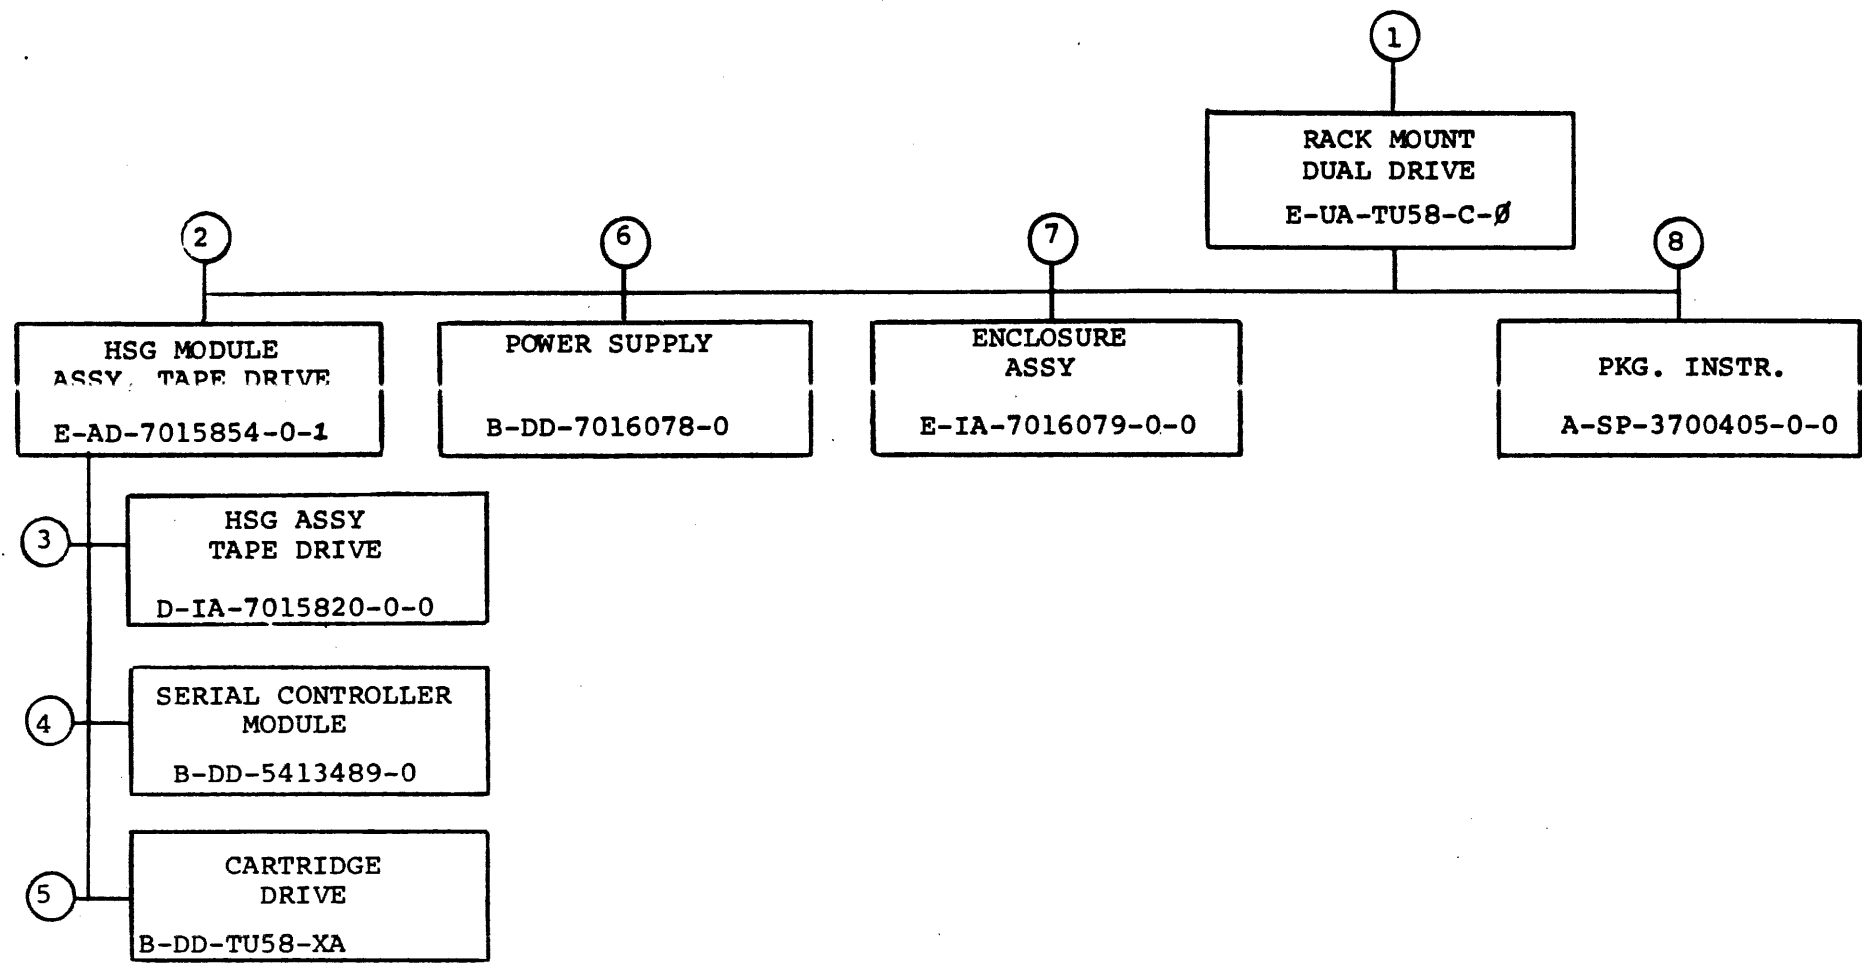 1
RACK MOUNT
DUAL DRIVE
E-UA-TU58-C-Ø
2
6
7
8
HSG MODULE
ASSY, TAPE DRIVE
E-AD-7015854-0-1
POWER SUPPLY
B-DD-7016078-0
ENCLOSURE
ASSY
E-IA-7016079-0-0
PKG. INSTR.
A-SP-3700405-0-0
3
HSG ASSY
TAPE DRIVE
D-IA-7015820-0-0
4
SERIAL CONTROLLER
MODULE
B-DD-5413489-0
5
CARTRIDGE
DRIVE
B-DD-TU58-XA